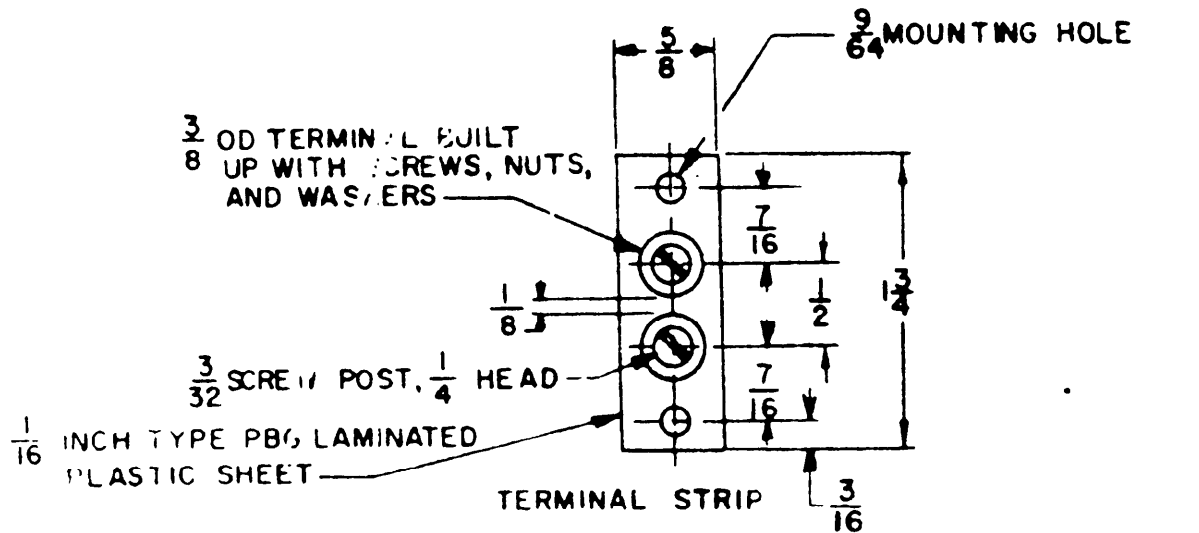 9/64 MOUNTING HOLE
5/8
3/8 OD TERMINAL BUILT
UP WITH SCREWS, NUTS,
AND WASHERS
7/16
1/2
1 3/4
1/8
3/32 SCREW POST, 1/4 HEAD
7/16
1/16 INCH TYPE PBG LAMINATED
PLASTIC SHEET
TERMINAL STRIP
3/16